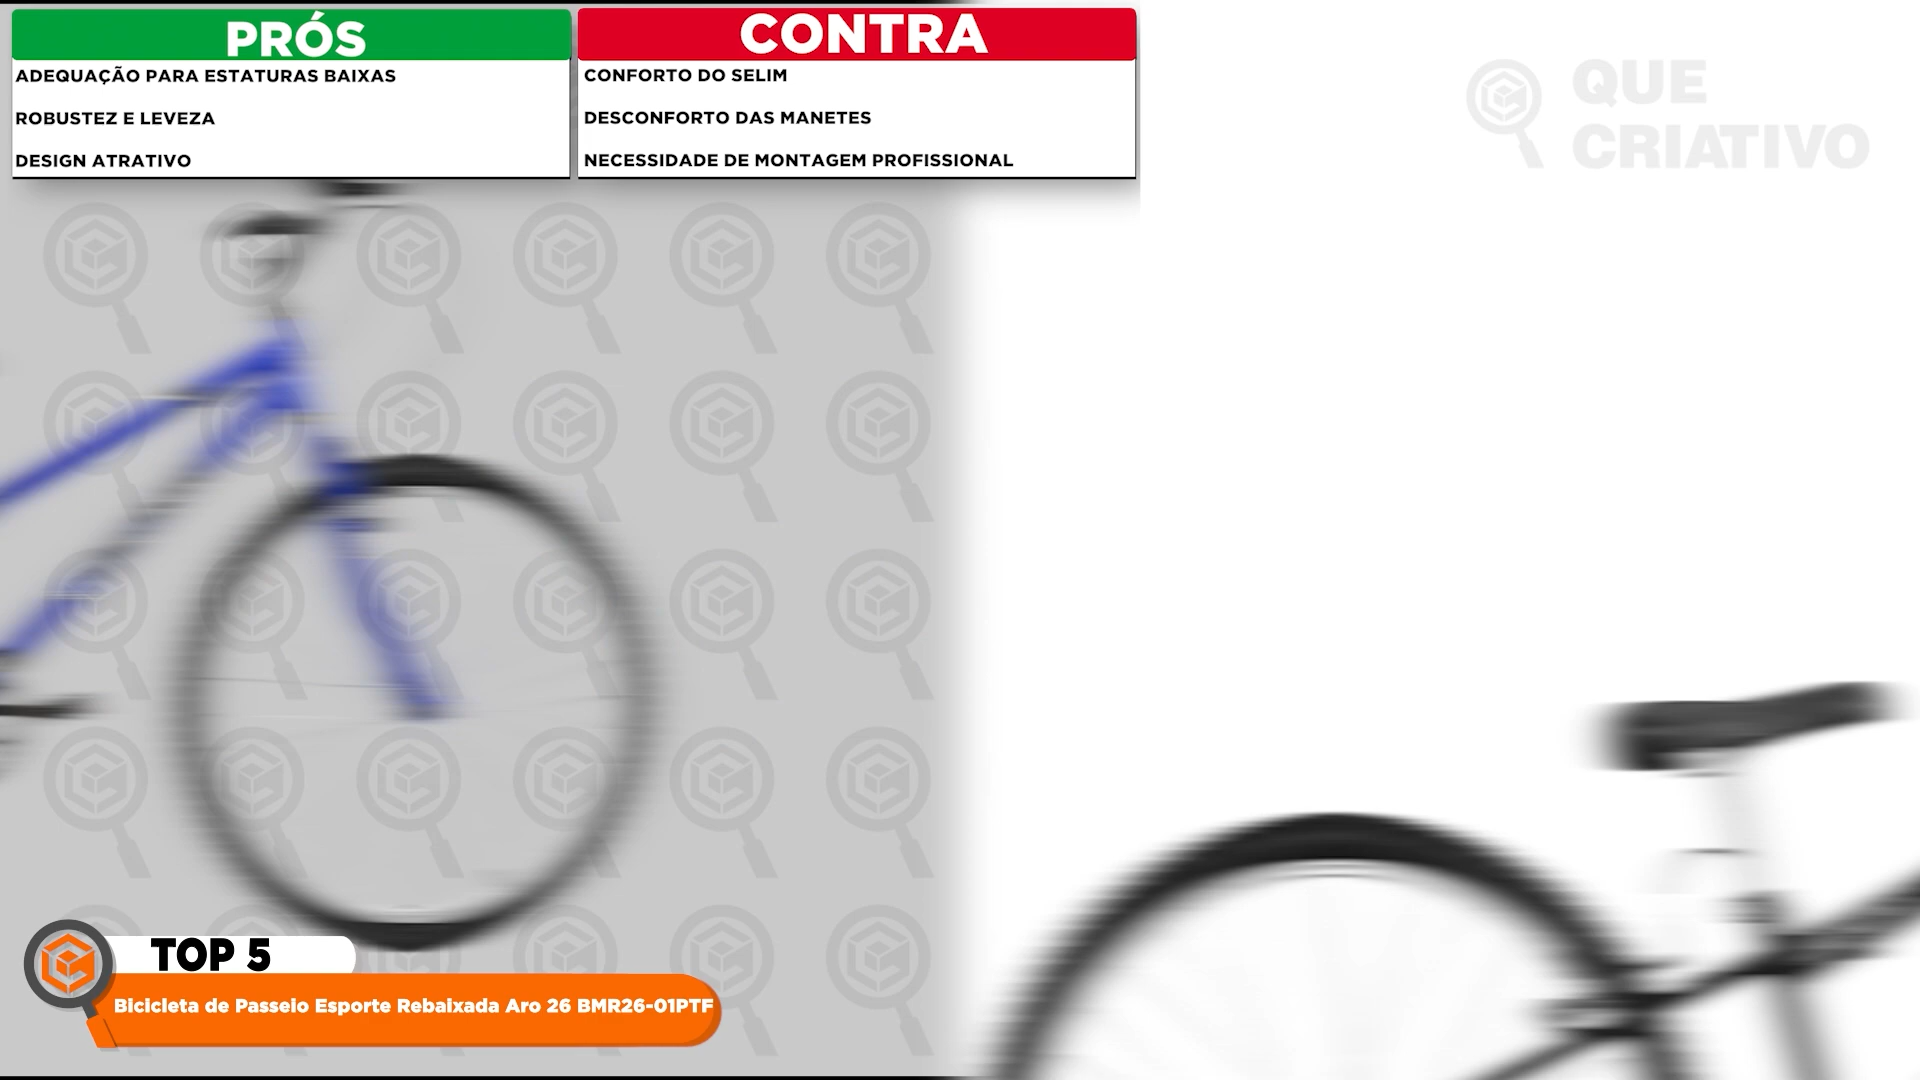 PRÓS
ADEQUAÇÃO PARA ESTATURAS BAIXAS
ROBUSTEZ E LEVEZA
DESIGN ATRATIVO
CONTRA
CONFORTO DO SELIM
DESCONFORTO DAS MANETES
NECESSIDADE DE MONTAGEM PROFISSIONAL
QUE
CRIATIVO
TOP 5
Bicicleta de Passeio Esporte Rebaixada Aro 26 BMR26-01PTF